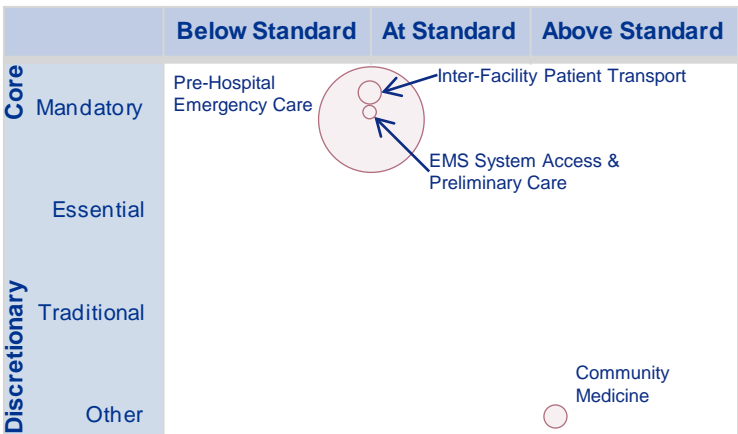 Below Standard
At Standard
Above Standard
Core
Mandatory
Essential
Discretionary
Traditional
Other
Pre-Hospital
Emergency Care
Inter-Facility Patient Transport
EMS System Access &
Preliminary Care
Community
Medicine